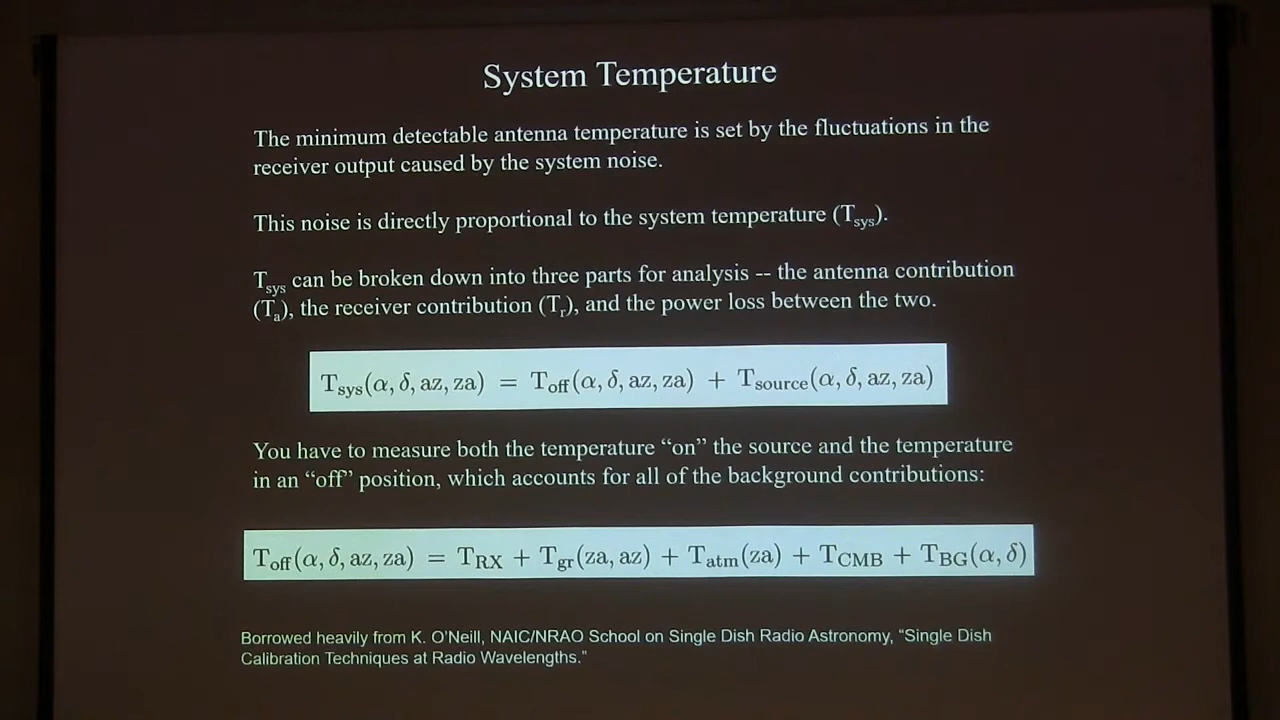 System Temperature
The minimum detectable antenna temperature is set by the fluctuations in the
receiver output caused by the system noise.
This noise is directly proportional to the system temperature (Tsys).
Tsys can be broken down into three parts for analysis -- the antenna contribution
(Ta), the receiver contribution (Tr), and the power loss between the two.
Tsys(α, δ, az, za) = Toff(α, δ, az, za) + Tsource(α, δ, az, za)
You have to measure both the temperature “on” the source and the temperature
in an “off” position, which accounts for all of the background contributions:
Toff(α, δ, az, za) = TRX + Tgr(za, az) + Tatm(za) + TCMB + TBG(α, δ)
Borrowed heavily from K. O’Neill, NAIC/NRAO School on Single Dish Radio Astronomy, “Single Dish
Calibration Techniques at Radio Wavelengths.”